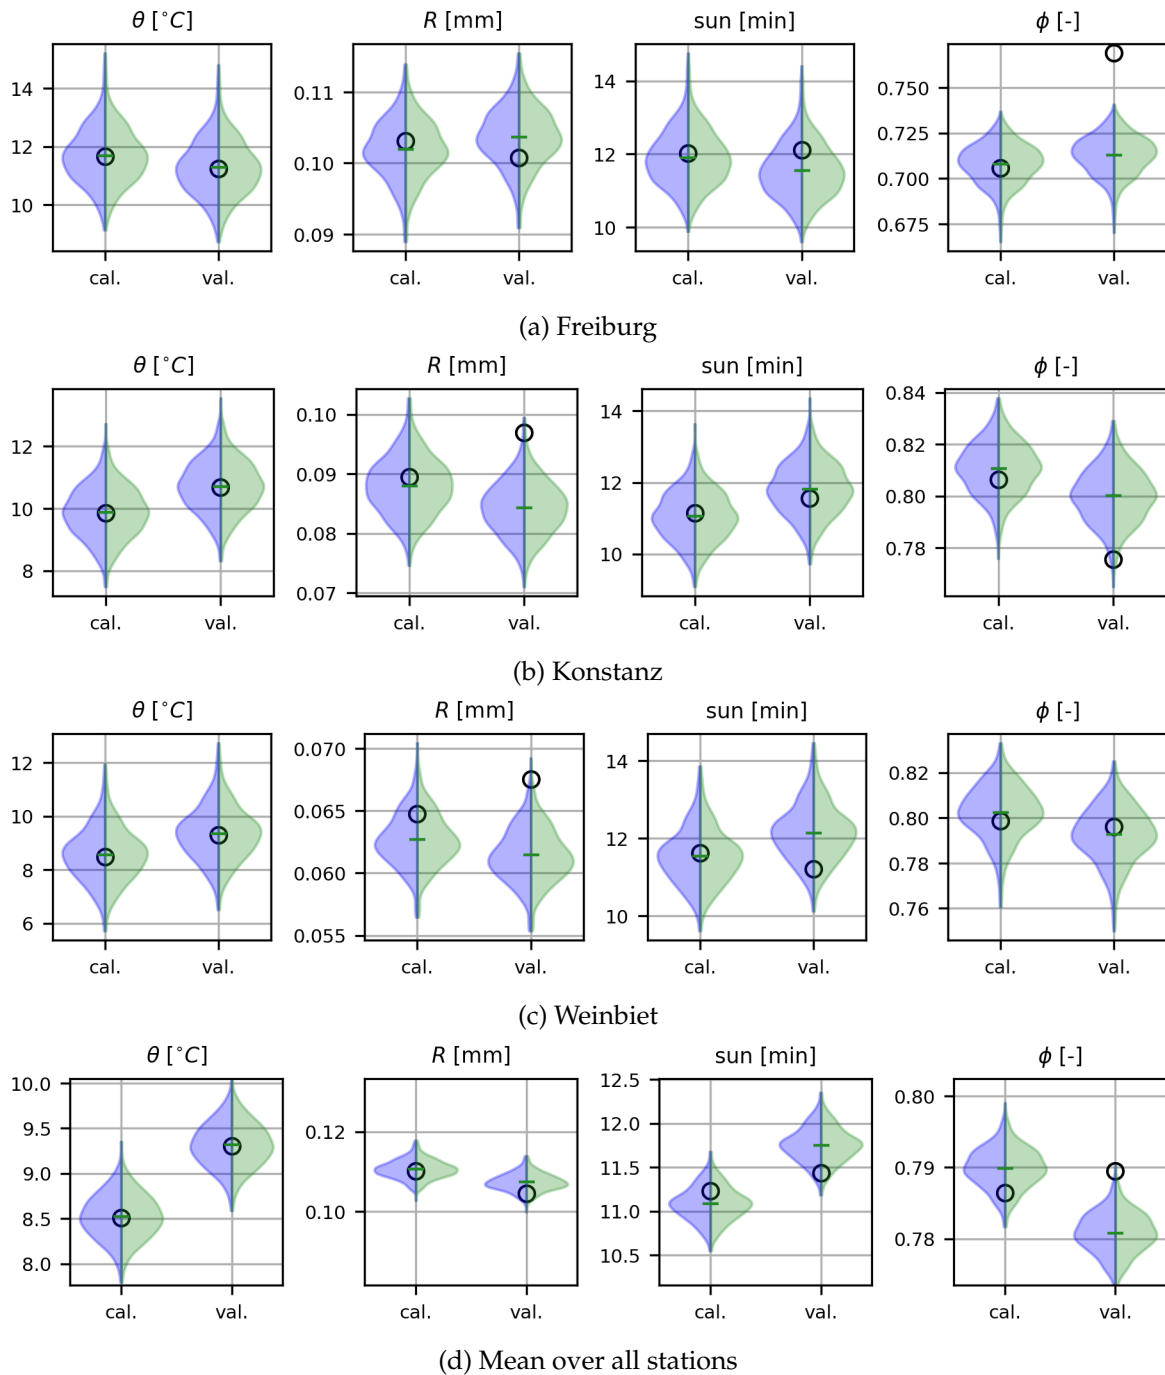 θ [°C] R [mm] sun [min] ϕ [-]
14 0.11 14 0.750
12 0.10 12 0.725
10 0.09 10 0.700
0.675
cal. val. cal. val. cal. val. cal. val.
(a) Freiburg
θ [°C] R [mm] sun [min] ϕ [-]
12 0.10 14 0.84
10 0.09 12 0.82
8 0.08 10 0.80
0.07 0.78
cal. val. cal. val. cal. val. cal. val.
(b) Konstanz
θ [°C] R [mm] sun [min] ϕ [-]
12 0.070 14 0.82
10 0.065 12 0.80
8 0.060 10 0.78
6 0.055 0.76
cal. val. cal. val. cal. val. cal. val.
(c) Weinbiet
θ [°C] R [mm] sun [min] ϕ [-]
10.0 0.12 12.5 0.80
9.5 0.10 12.0 0.79
9.0 11.5 0.78
8.5 11.0
8.0 10.5
cal. val. cal. val. cal. val. cal. val.
(d) Mean over all stations